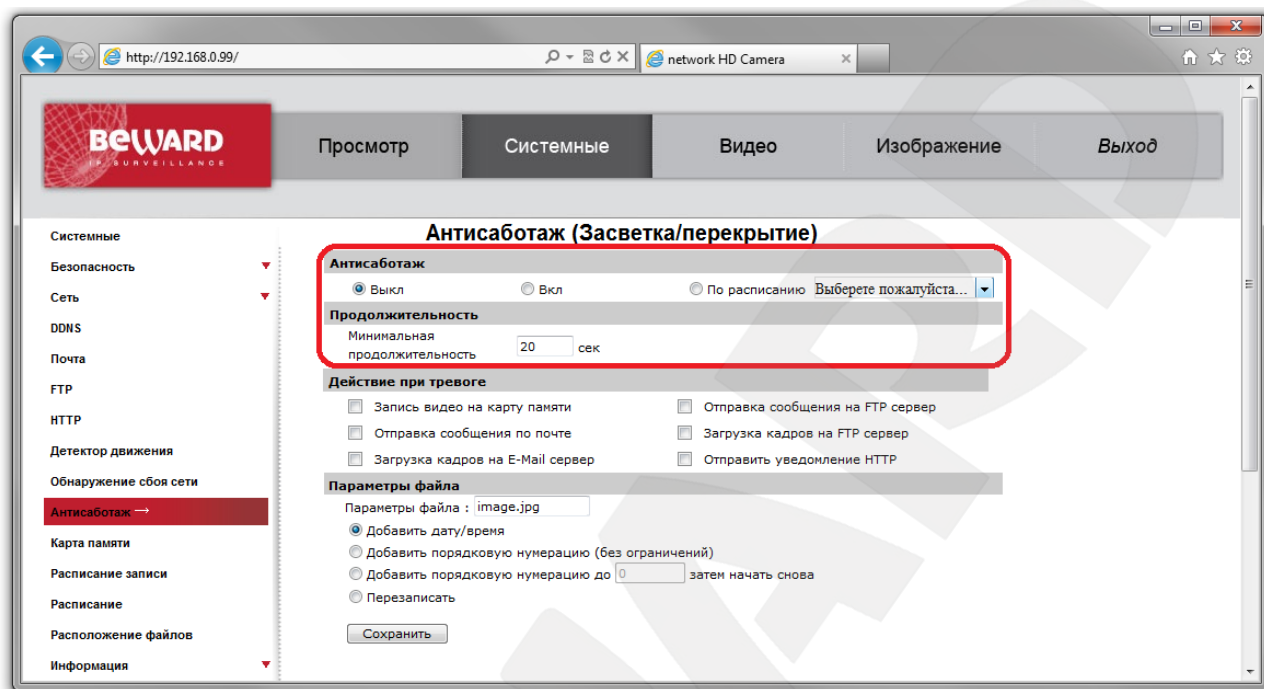 http://192.168.0.99/
network HD Camera
BEWARD
IP SURVEILLANCE
Просмотр
Системные
Видео
Изображение
Выход
Системные
Безопасность
Сеть
DDNS
Почта
FTP
HTTP
Детектор движения
Обнаружение сбоя сети
Антисаботаж →
Карта памяти
Расписание записи
Расписание
Расположение файлов
Информация
Антисаботаж (Засветка/перекрытие)
Антисаботаж
Выкл Вкл По расписанию Выберете пожалуйста...
Продолжительность
Минимальная
продолжительность 20 сек
Действие при тревоге
Запись видео на карту памяти Отправка сообщения на FTP сервер
Отправка сообщения по почте Загрузка кадров на FTP сервер
Загрузка кадров на E-Mail сервер Отправить уведомление HTTP
Параметры файла
Параметры файла : image.jpg
Добавить дату/время
Добавить порядковую нумерацию (без ограничений)
Добавить порядковую нумерацию до 0 затем начать снова
Перезаписать
Сохранить